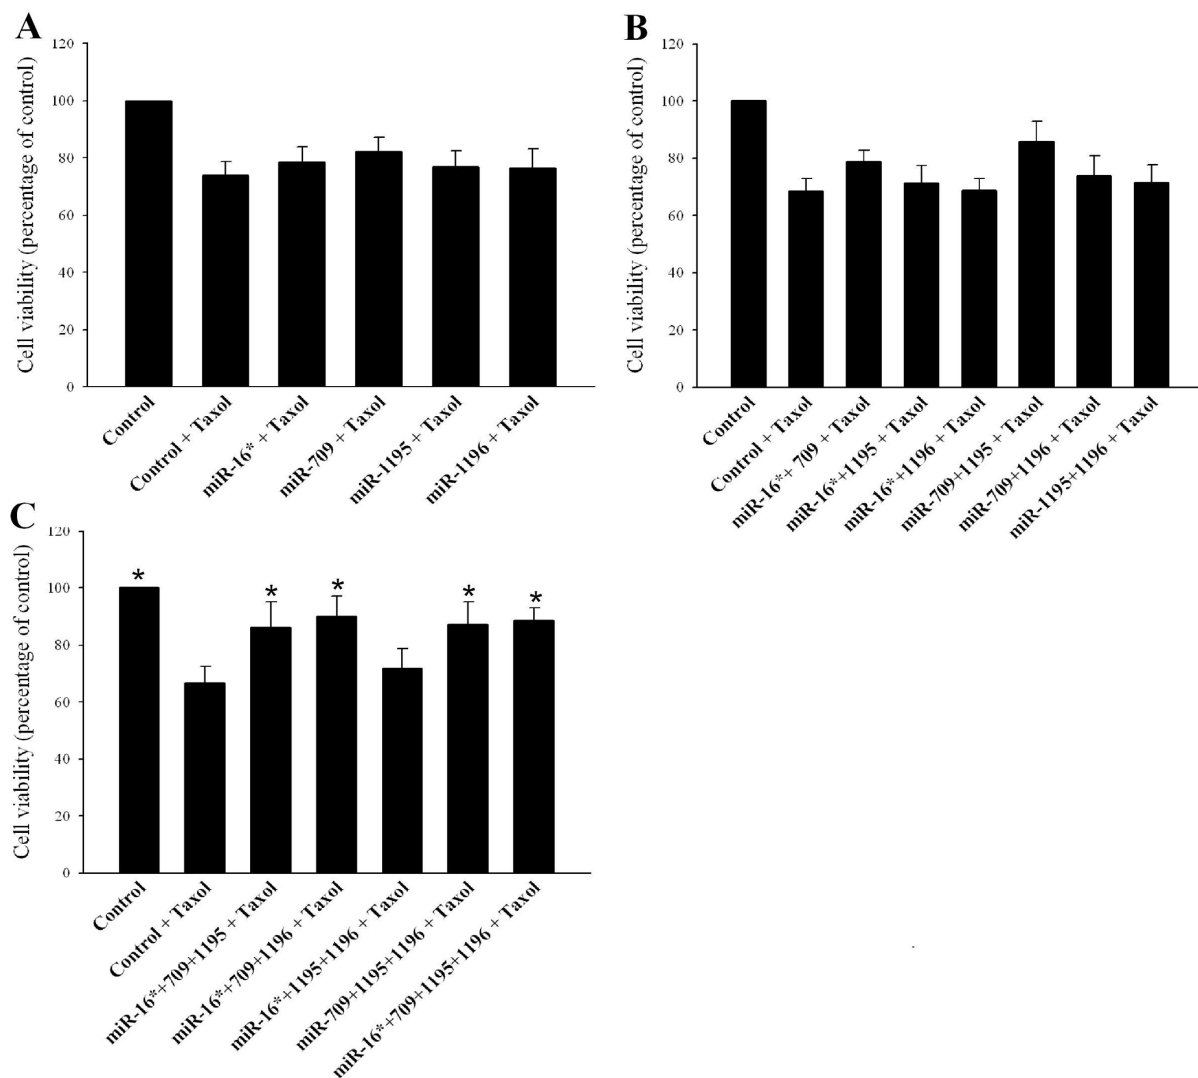 A
Cell viability (percentage of control)
120
100
80
60
40
20
0
Control
Control + Taxol
miR-16* + Taxol
miR-709 + Taxol
miR-1195 + Taxol
miR-1196 + Taxol
B
Cell viability (percentage of control)
120
100
80
60
40
20
0
Control
Control + Taxol
miR-16*+ 709 + Taxol
miR-16*+1195 + Taxol
miR-16*+1196 + Taxol
miR-709+1195 + Taxol
miR-709+1196 + Taxol
miR-1195+1196 + Taxol
C
Cell viability (percentage of control)
120
100
80
60
40
20
0
*
*
*
*
*
Control
Control + Taxol
miR-16*+709+1195 + Taxol
miR-16*+709+1196 + Taxol
miR-16*+1195+1196 + Taxol
miR-709+1195+1196 + Taxol
miR-16*+709+1195+1196 + Taxol